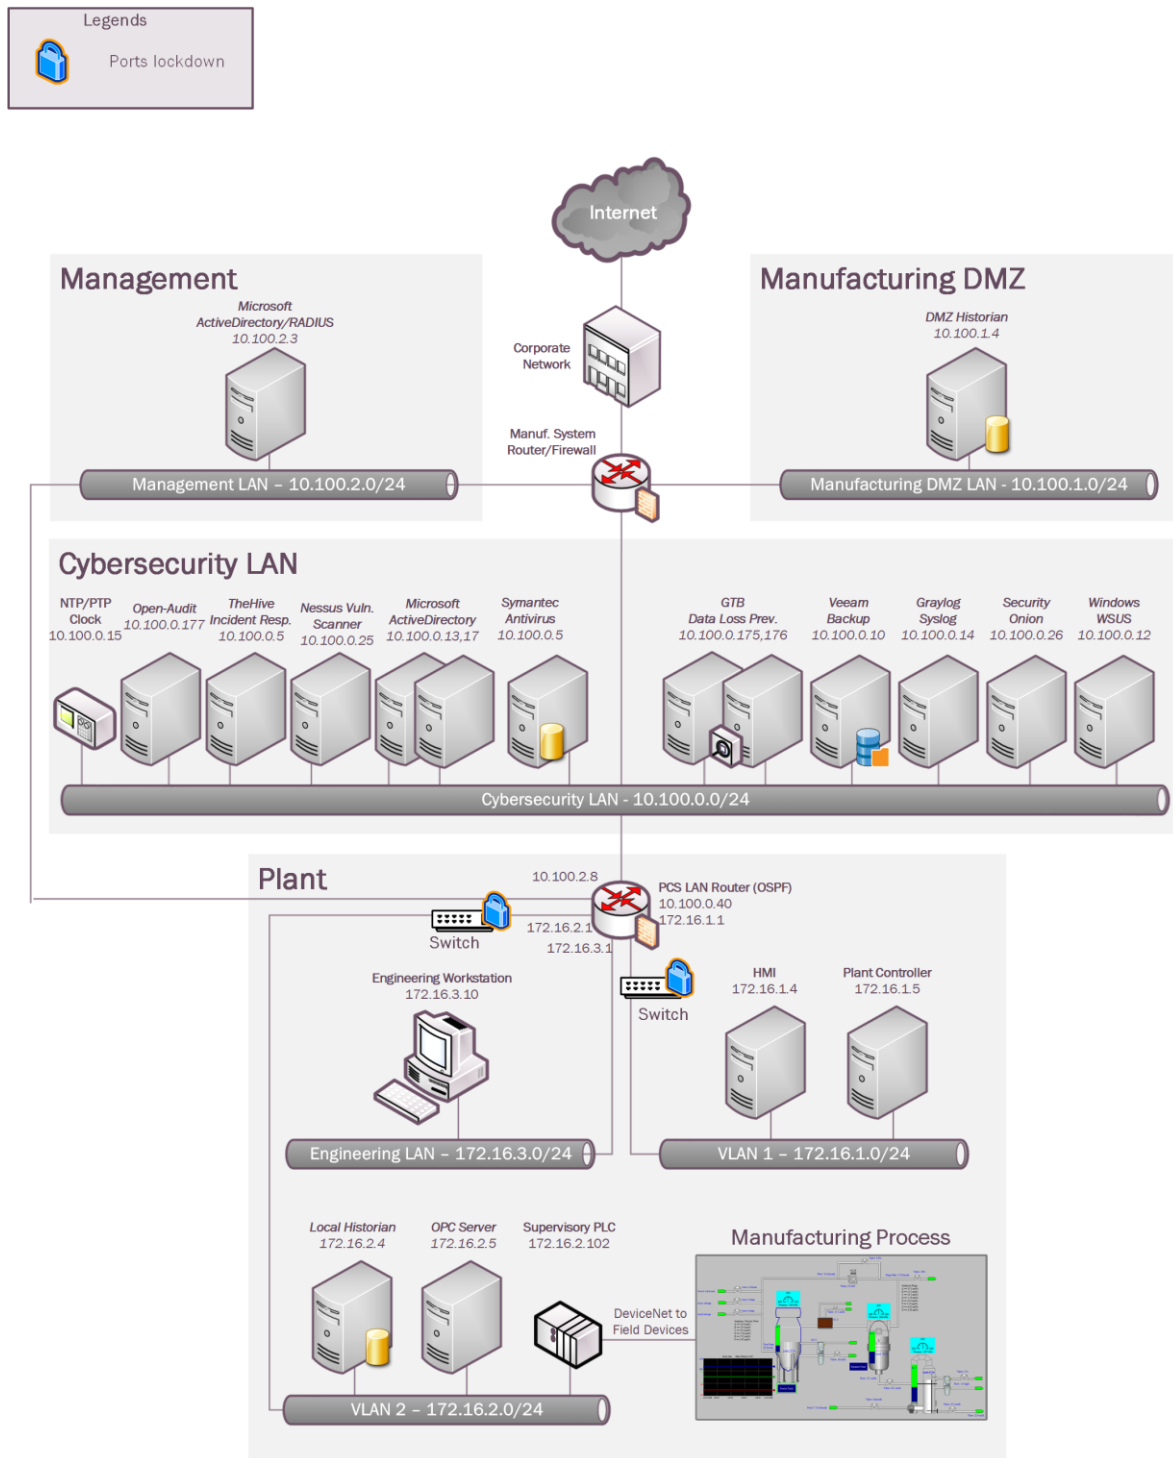 Legends
Ports lockdown
Internet
Management
Microsoft
ActiveDirectory/RADIUS
10.100.2.3
Management LAN – 10.100.2.0/24
Corporate
Network
Manuf. System
Router/Firewall
Manufacturing DMZ
DMZ Historian
10.100.1.4
Manufacturing DMZ LAN - 10.100.1.0/24
Cybersecurity LAN
NTP/PTP
Clock
10.100.0.15
Open-Audit
10.100.0.177
TheHive
Incident Resp.
10.100.0.5
Nessus Vuln.
Scanner
10.100.0.25
Microsoft
ActiveDirectory
10.100.0.13,17
Symantec
Antivirus
10.100.0.5
GTB
Data Loss Prev.
10.100.0.175,176
Veeam
Backup
10.100.0.10
Graylog
Syslog
10.100.0.14
Security
Onion
10.100.0.26
Windows
WSUS
10.100.0.12
Cybersecurity LAN - 10.100.0.0/24
Plant
10.100.2.8
PCS LAN Router (OSPF)
10.100.0.40
172.16.1.1
172.16.2.1
172.16.3.1
Switch
Switch
Engineering Workstation
172.16.3.10
HMI
172.16.1.4
Plant Controller
172.16.1.5
Engineering LAN – 172.16.3.0/24
VLAN 1 – 172.16.1.0/24
Local Historian
172.16.2.4
OPC Server
172.16.2.5
Supervisory PLC
172.16.2.102
DeviceNet to
Field Devices
Manufacturing Process
VLAN 2 – 172.16.2.0/24